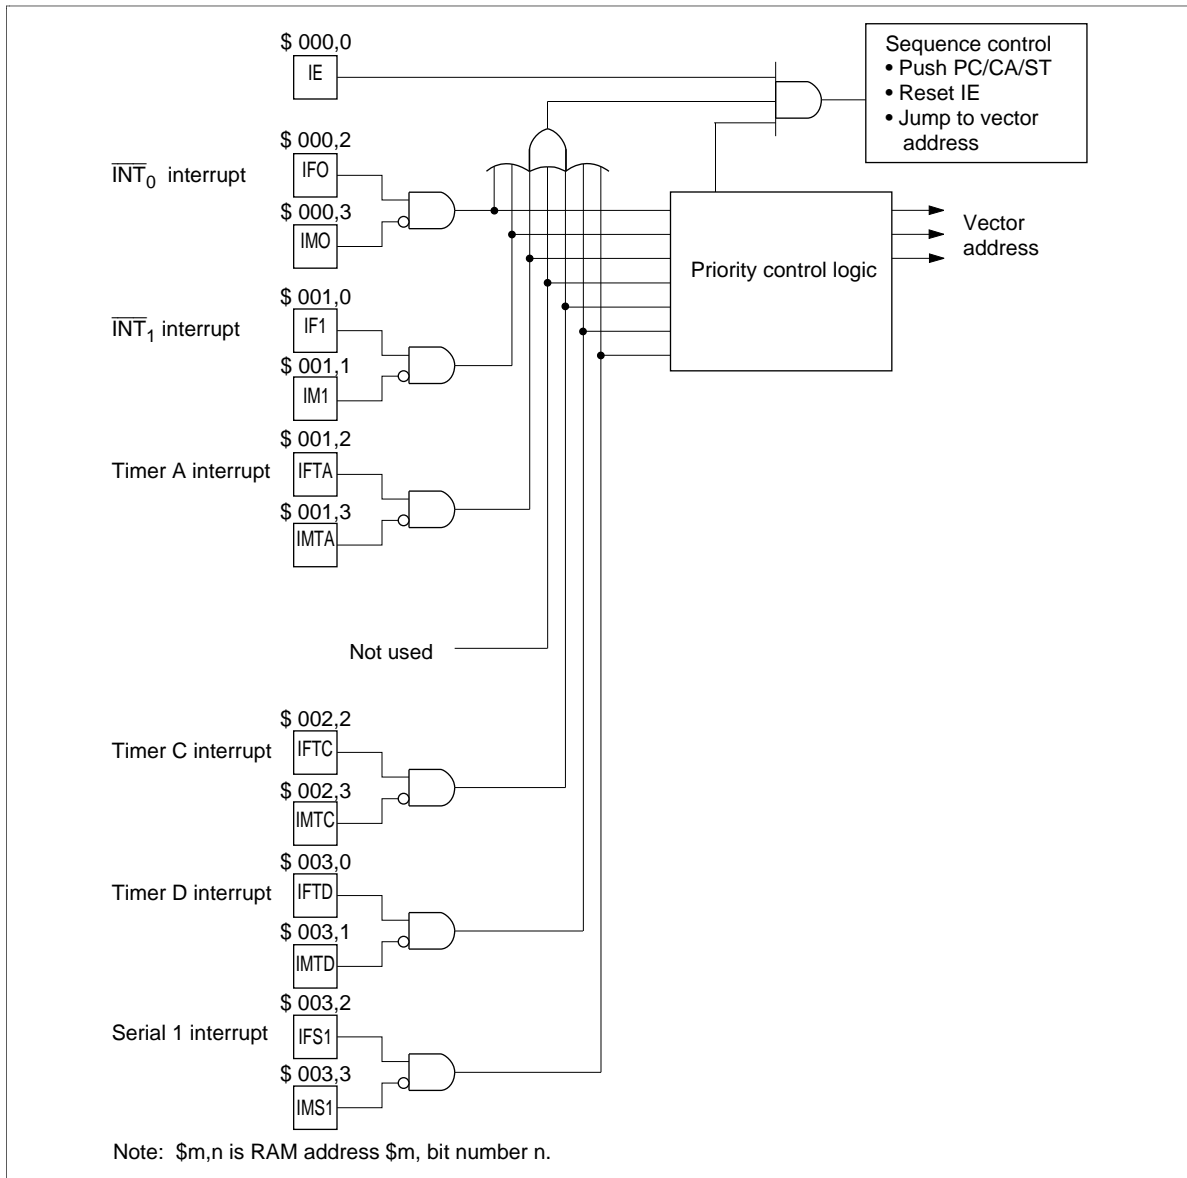 $ 000,0
IE
Sequence control
• Push PC/CA/ST
• Reset IE
• Jump to vector
address
$ 000,2
INT0 interrupt
IFO
$ 000,3
IMO
Priority control logic
Vector
address
$ 001,0
INT1 interrupt
IF1
$ 001,1
IM1
$ 001,2
Timer A interrupt
IFTA
$ 001,3
IMTA
Not used
$ 002,2
Timer C interrupt
IFTC
$ 002,3
IMTC
$ 003,0
Timer D interrupt
IFTD
$ 003,1
IMTD
$ 003,2
Serial 1 interrupt
IFS1
$ 003,3
IMS1
Note: $m,n is RAM address $m, bit number n.